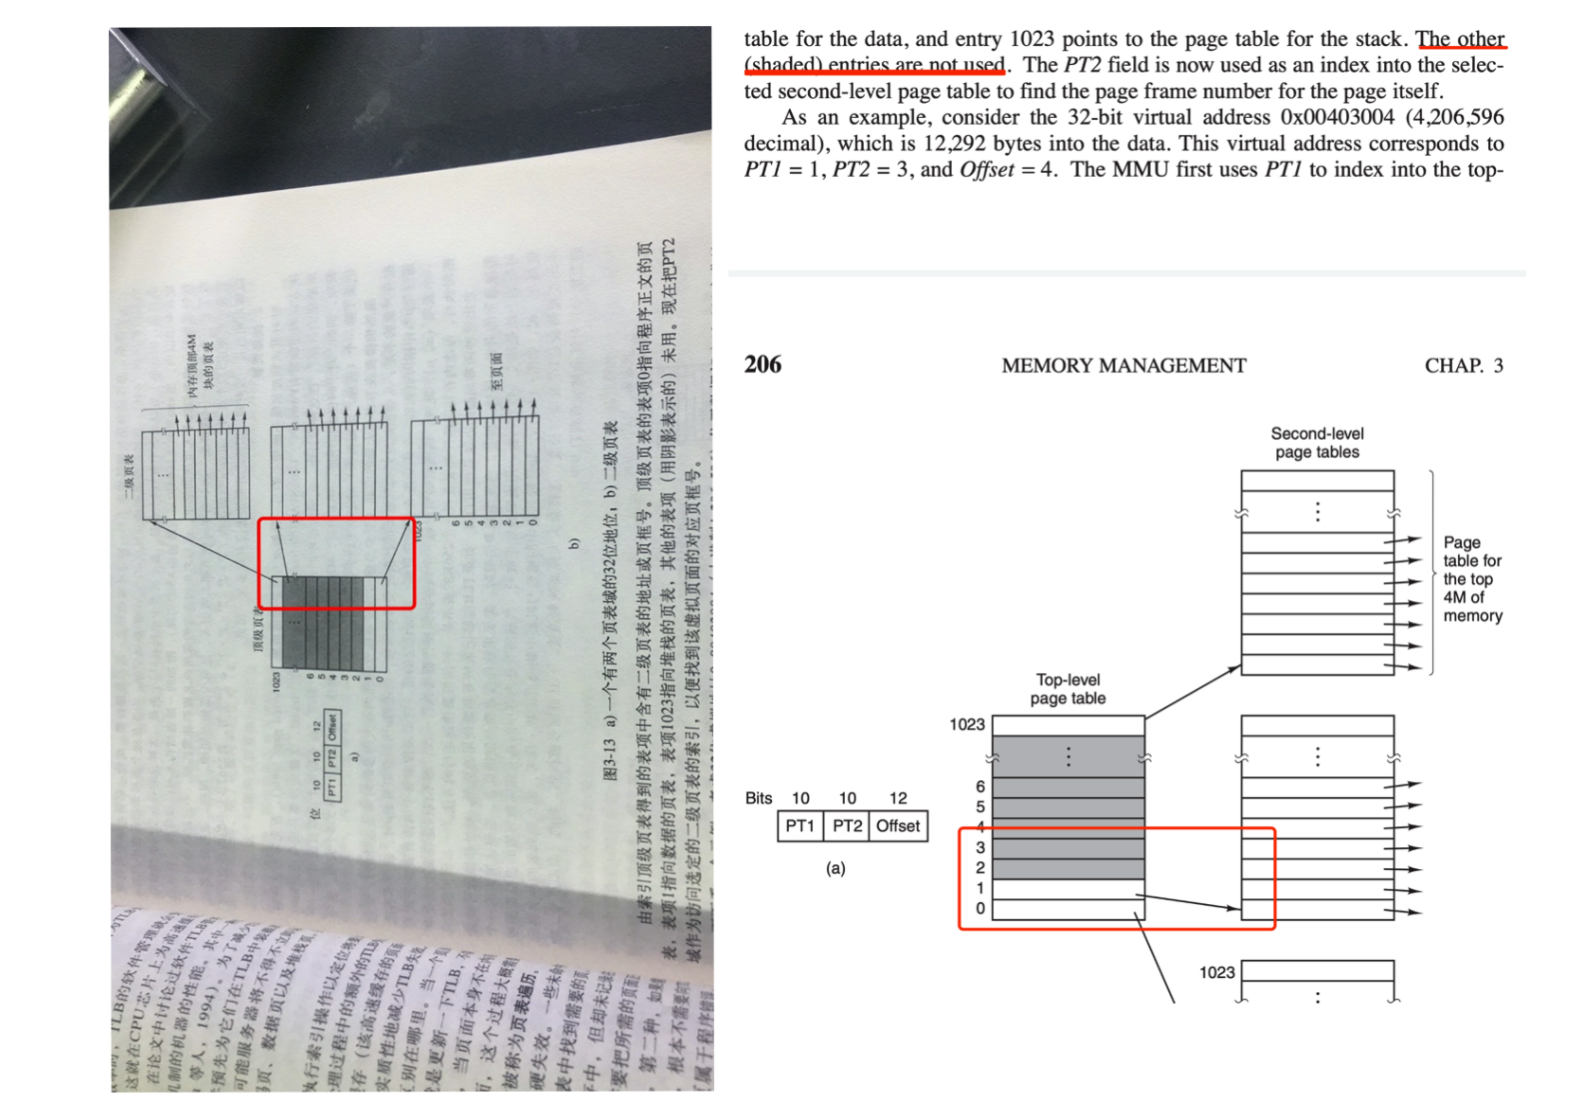 二级页表
内存顶部4M
块的页表
顶级页表
1023
6
5
4
3
2
1
0
1023
6
5
4
3
2
1
0
至页面
位 10 10 12
PT1 PT2 Offset
a)
b)
图3-13 a) 一个有两个页表域的32位地址;b) 二级页表
由索引顶级页表得到的表项中含有二级页表的地址或页框号。顶级页表的表项0指向程序正文的页
表,表项1指向数据的页表,表项1023指向堆栈的页表,其他的表项(用阴影表示的)未用。现在把PT2
域作为访问选定的二级页表的索引,以便找到该虚拟页面的对应页框号。
TLB的软件管理就会
这就在CPU芯片上为高速缓
在论文中讨论过软件TLB管
机制的机器的性能。其中一
等人,1994)。为了减少
预先为它们在TLB中装
可能服务器将不得不
页、数据页以及堆栈页
执行索引操作以定位
理过程中的额外的TLB
存(该高速缓存的页面
实质性地减少TLB失
别在哪里。当一个
是更新一下TLB,
当页面本身不在
,这个过程大概
被称为页表遍历,
硬失效。一些未
表中找到需要的页
中,但却未记录
要把所需的页面
第二种,如
根本不需要
属于程序错误
table for the data, and entry 1023 points to the page table for the stack. The other
(shaded) entries are not used. The PT2 field is now used as an index into the selec-
ted second-level page table to find the page frame number for the page itself.
As an example, consider the 32-bit virtual address 0x00403004 (4,206,596
decimal), which is 12,292 bytes into the data. This virtual address corresponds to
PT1 = 1, PT2 = 3, and Offset = 4. The MMU first uses PT1 to index into the top-
206 MEMORY MANAGEMENT CHAP. 3
Second-level
page tables
Page
table for
the top
4M of
memory
Top-level
page table
1023
6
5
4
3
2
1
0
Bits 10 10 12
PT1 PT2 Offset
(a)
1023